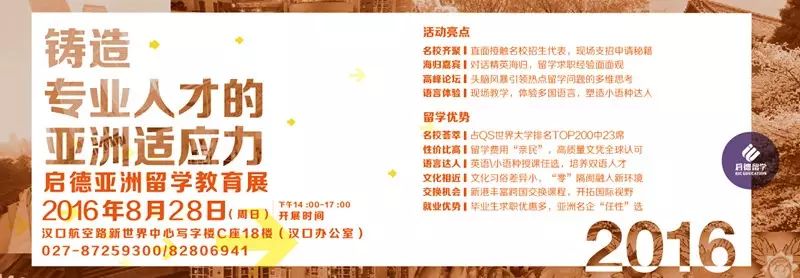 铸造
专业人才的
亚洲适应力
启德亚洲留学教育展
2016年8月28日(周日)
下午14:00-17:00
开展时间
汉口航空路新世界中心写字楼C座18楼（汉口办公室）
027-87259300/82806941
活动亮点
名校齐聚 直面接触名校招生代表，现场支招申请秘籍
海归嘉宾 对话精英海归，留学求职经验面面观
高峰论坛 头脑风暴引领热点留学问题的多维思考
语言体验 现场教学，体验多国语言，塑造小语种达人
留学优势
名校荟萃 占QS世界大学排名TOP200中23席
性价比高 留学费用“亲民”，高质量文凭全球认可
语言达人 英语\小语种授课任选，培养双语人才
文化相近 文化习俗差异小、“零”隔阂融入新环境
交换机会 新港丰富跨国交换课程，开拓国际视野
就业优势 毕业生求职优惠多，亚洲名企“任性”选
启德留学
EIC EDUCATION
2016